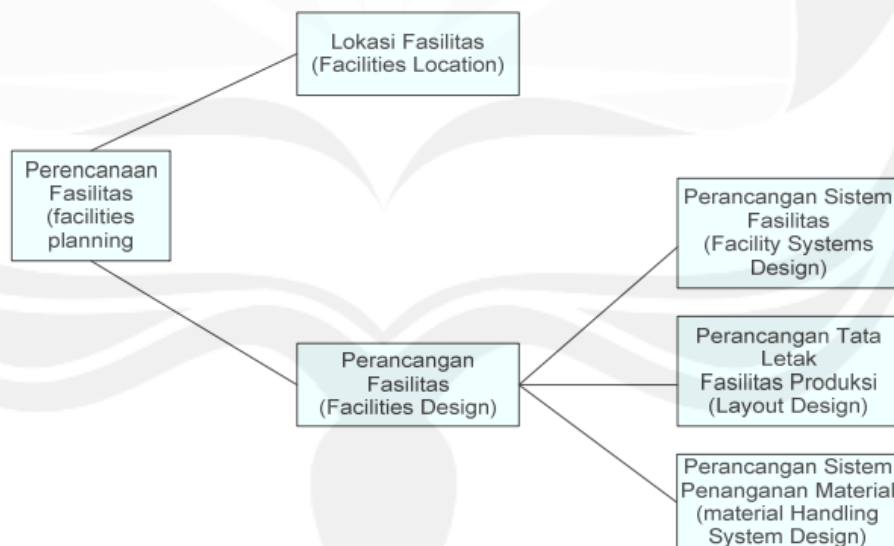 Lokasi Fasilitas
(Facilities Location)
Perencanaan
Fasilitas
(facilities
planning
Perancangan
Fasilitas
(Facilities Design)
Perancangan Sistem
Fasilitas
(Facility Systems
Design)
Perancangan Tata
Letak
Fasilitas Produksi
(Layout Design)
Perancangan Sistem
Penanganan Material
(material Handling
System Design)